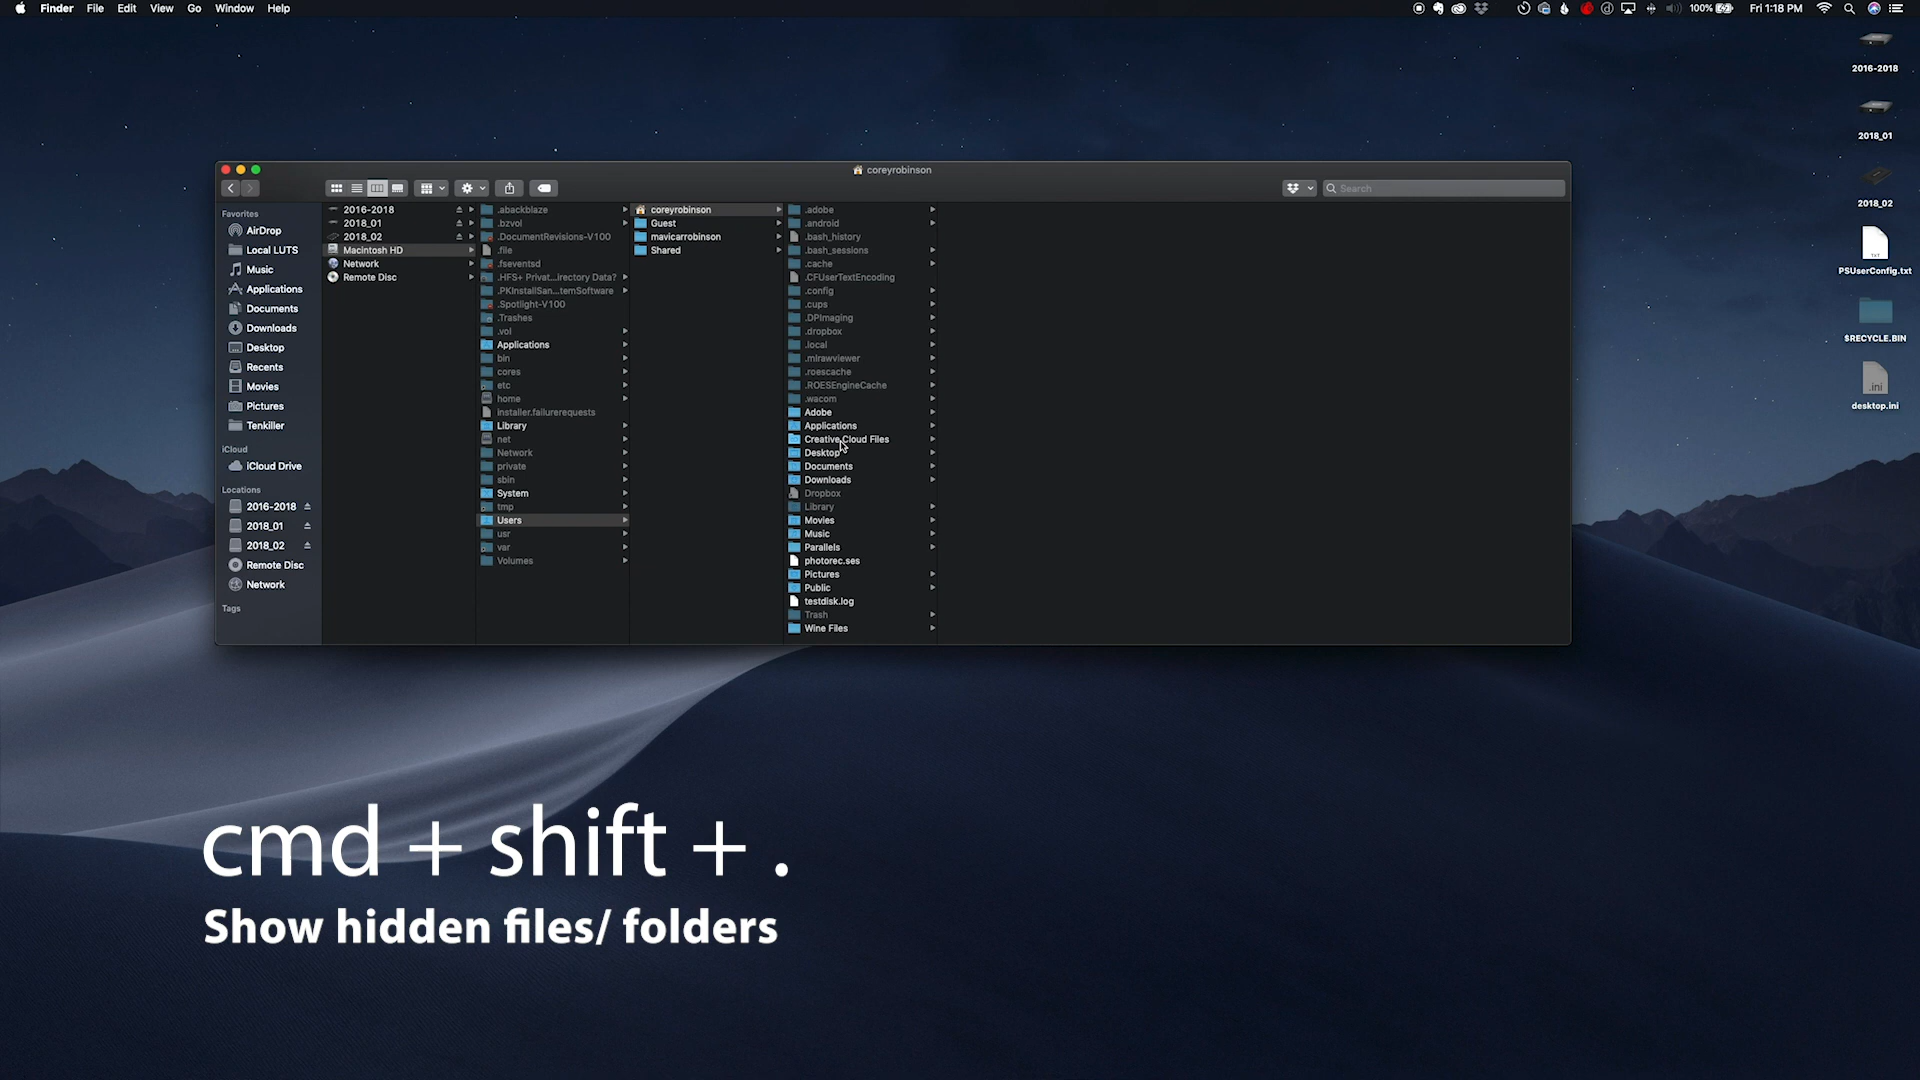 Finder File Edit View Go Window Help
100% Fri 1:18 PM
2016-2018
2018_01
2018_02
PSUserConfig.txt
$RECYCLE.BIN
.ini
desktop.ini
coreyrobinson
Search
Favorites
AirDrop
Local LUTS
Music
Applications
Documents
Downloads
Desktop
Recents
Movies
Pictures
Tenkiller
iCloud
iCloud Drive
Locations
2016-2018
2018_01
2018_02
Remote Disc
Network
Tags
2016-2018
2018_01
2018_02
Macintosh HD
Network
Remote Disc
.abackblaze
.bzvol
.DocumentRevisions-V100
.file
.fseventsd
.HFS+ Privat...irectory Data?
.PKInstallSan...temSoftware
.Spotlight-V100
.Trashes
.vol
Applications
bin
cores
etc
home
installer.failurerequests
Library
net
Network
private
sbin
System
tmp
Users
usr
var
Volumes
coreyrobinson
Guest
mavicarrobinson
Shared
.adobe
.android
.bash_history
.bash_sessions
.cache
.CFUserTextEncoding
.config
.cups
.DPImaging
.dropbox
.local
.mlrawviewer
.roescache
.ROESEngineCache
.wacom
Adobe
Applications
Creative Cloud Files
Desktop
Documents
Downloads
Dropbox
Library
Movies
Music
Parallels
photorec.ses
Pictures
Public
testdisk.log
Trash
Wine Files
cmd + shift + .
Show hidden files/ folders